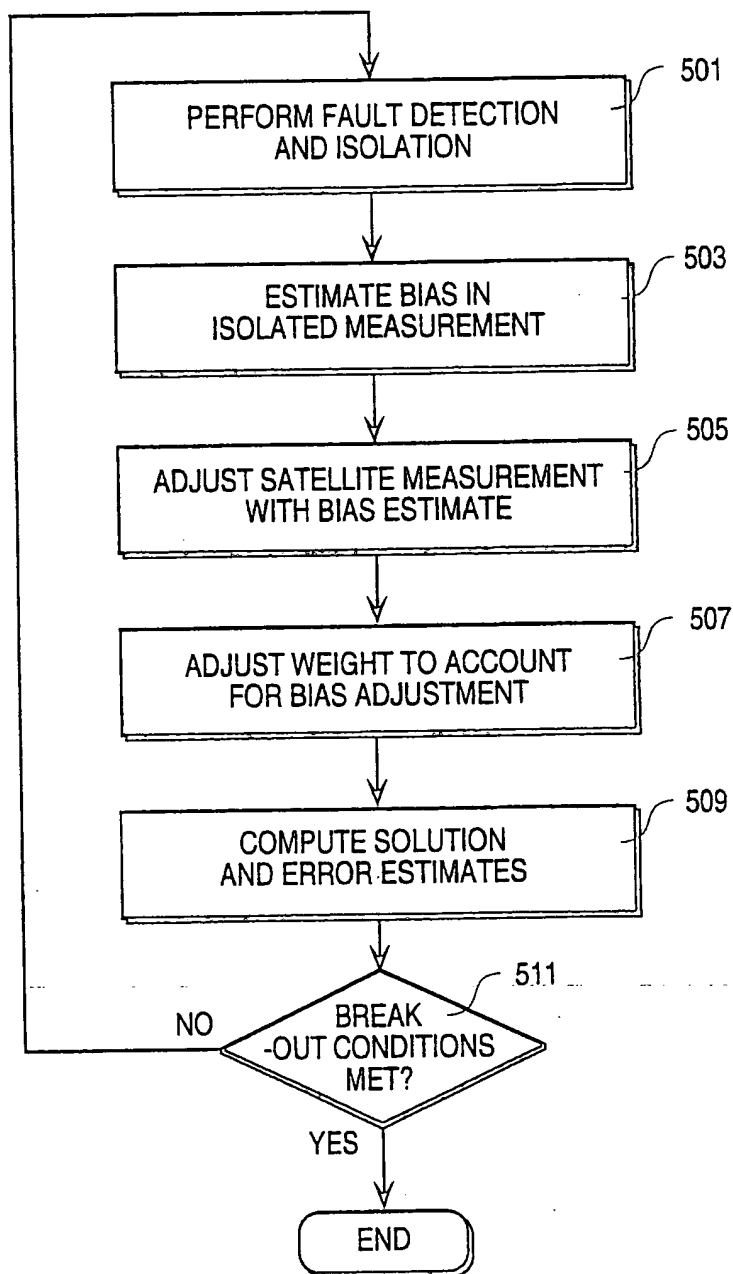 501
PERFORM FAULT DETECTION
AND ISOLATION
503
ESTIMATE BIAS IN
ISOLATED MEASUREMENT
505
ADJUST SATELLITE MEASUREMENT
WITH BIAS ESTIMATE
507
ADJUST WEIGHT TO ACCOUNT
FOR BIAS ADJUSTMENT
509
COMPUTE SOLUTION
AND ERROR ESTIMATES
511
NO
BREAK
-OUT CONDITIONS
MET?
YES
END